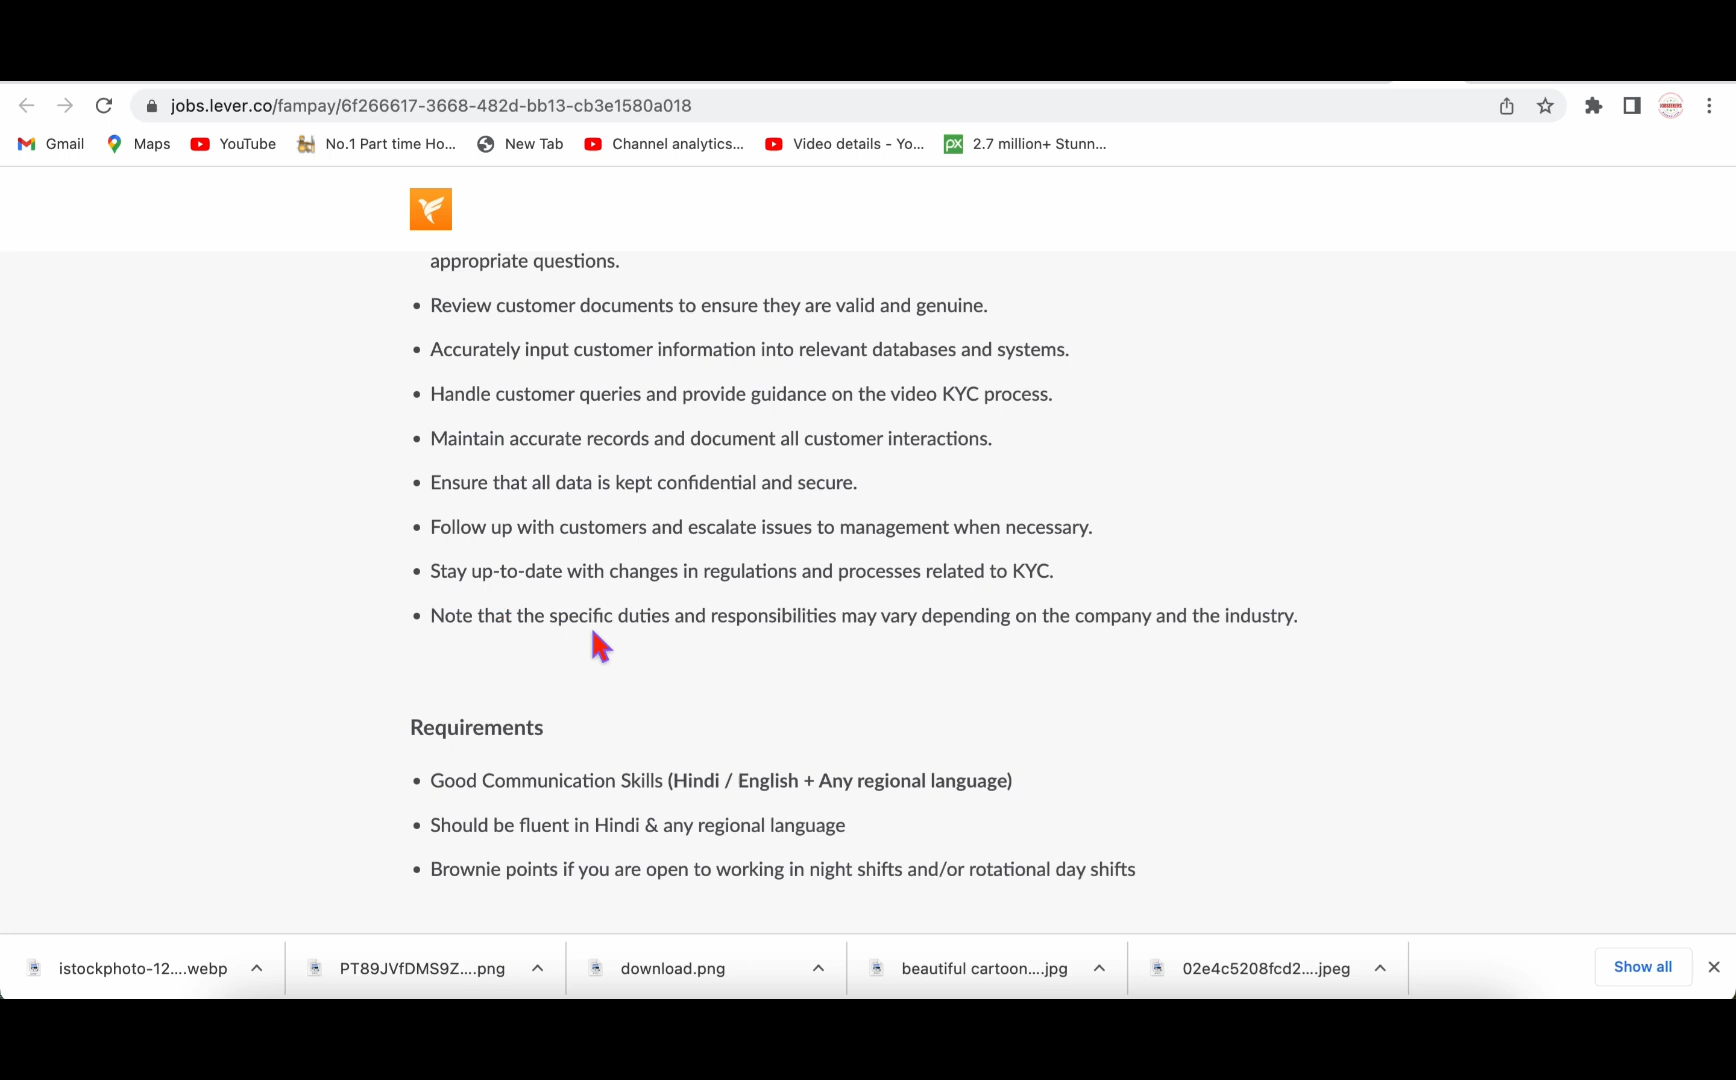 jobs.lever.co/fampay/6f266617-3668-482d-bb13-cb3e1580a018
Gmail Maps YouTube No.1 Part time Ho... New Tab Channel analytics... Video details - Yo... 2.7 million+ Stunn...
appropriate questions.
• Review customer documents to ensure they are valid and genuine.
• Accurately input customer information into relevant databases and systems.
• Handle customer queries and provide guidance on the video KYC process.
• Maintain accurate records and document all customer interactions.
• Ensure that all data is kept confidential and secure.
• Follow up with customers and escalate issues to management when necessary.
• Stay up-to-date with changes in regulations and processes related to KYC.
• Note that the specific duties and responsibilities may vary depending on the company and the industry.
Requirements
• Good Communication Skills (Hindi / English + Any regional language)
• Should be fluent in Hindi & any regional language
• Brownie points if you are open to working in night shifts and/or rotational day shifts
istockphoto-12....webp PT89JVfDMS9Z....png download.png beautiful cartoon....jpg 02e4c5208fcd2....jpeg Show all